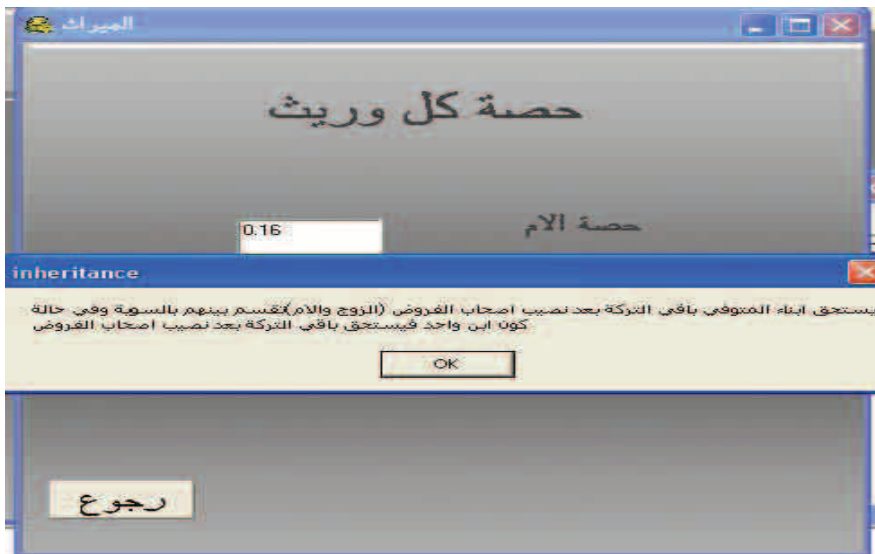 الميراث
حصة كل وريث
حصة الام
0.16
inheritance
يستحق ابناء المتوفي باقي التركة بعد نصيب اصحاب الفروض (الزوج والام)تقسم بينهم بالسوية وفي حالة
كون ابن واحد فيستحق باقي التركة بعد نصيب اصحاب الفروض
OK
رجوع